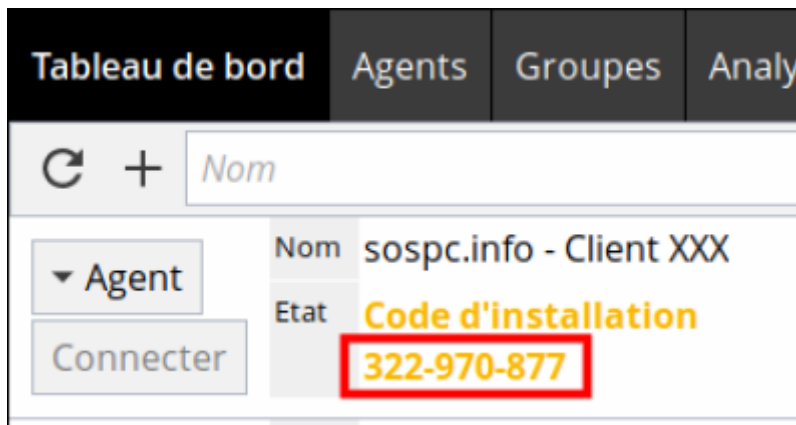 Tableau de bord Agents Groupes Analy
Nom
Nom sospc.info - Client XXX
Agent
Etat Code d'installation
Connecter 322-970-877